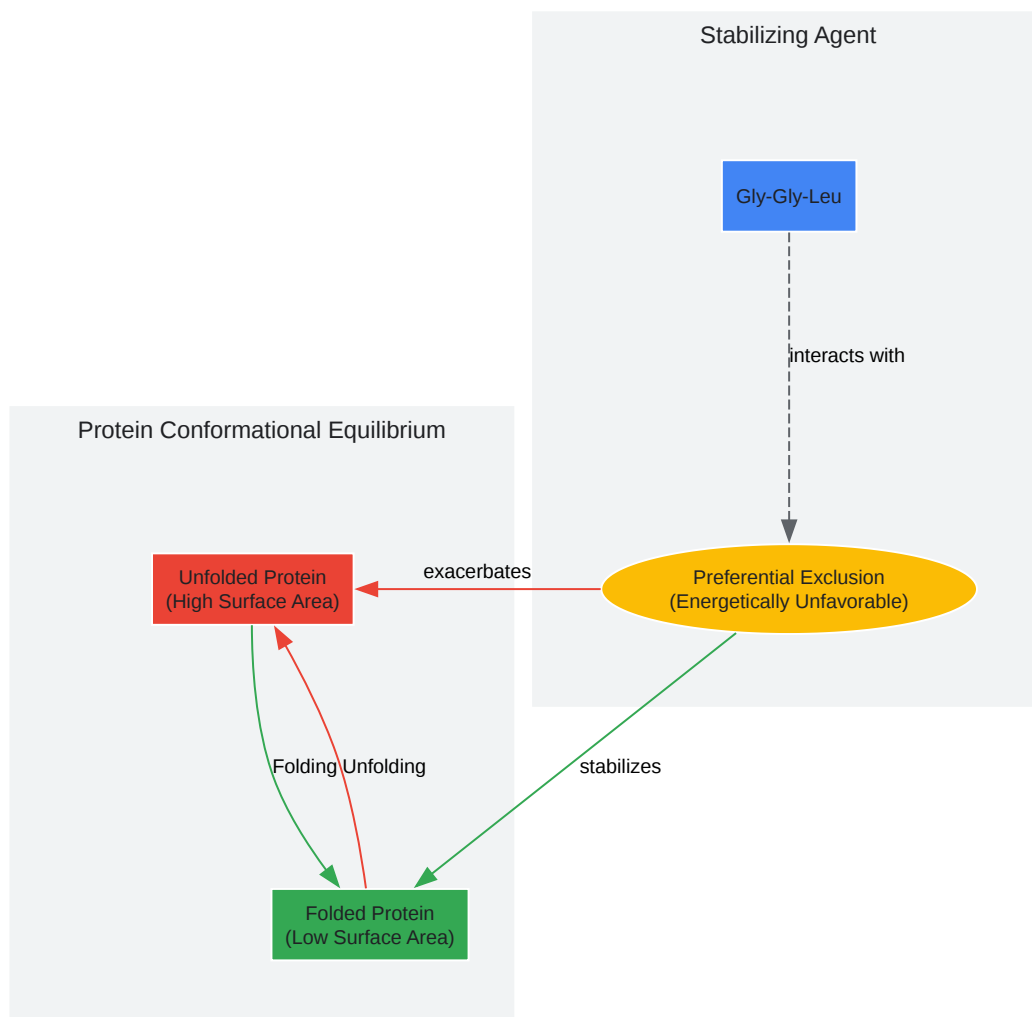 Stabilizing Agent
Gly-Gly-Leu
interacts with
Protein Conformational Equilibrium
Unfolded Protein
(High Surface Area)
exacerbates
Preferential Exclusion
(Energetically Unfavorable)
Folding
Unfolding
stabilizes
Folded Protein
(Low Surface Area)